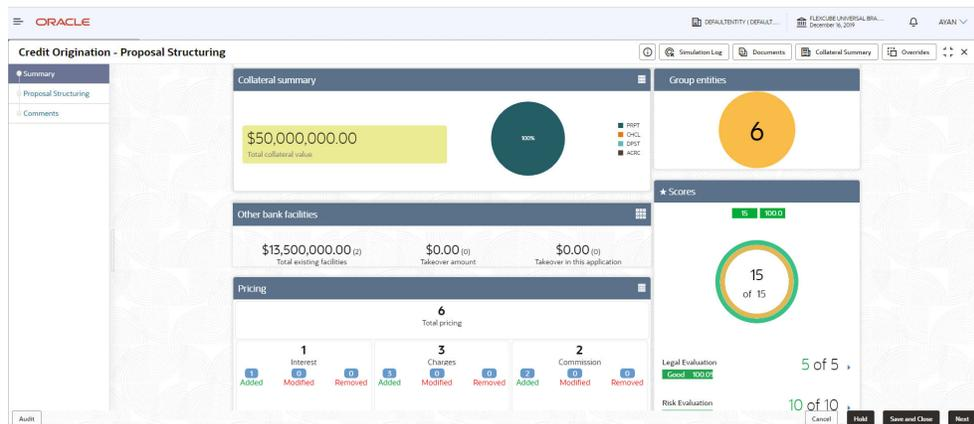 ORACLE
DEFAULTENTITY ( DEFAULT....
FLEXCUBE UNIVERSAL BRA....
December 16, 2019
AYAN
Credit Origination - Proposal Structuring
Simulation Log
Documents
Collateral Summary
Overrides
Summary
Proposal Structuring
Comments
Collateral summary
$50,000,000.00
Total collateral value
100%
PRPT
CHCL
DPST
ACRC
Group entities
6
Other bank facilities
$13,500,000.00 (2)
Total existing facilities
$0.00 (0)
Takeover amount
$0.00 (0)
Takeover in this application
Scores
15 100.0
15
of 15
Legal Evaluation
Good 100.0%
5 of 5
Risk Evaluation
10 of 10
Pricing
6
Total pricing
1
Interest
1 0 0
Added Modified Removed
3
Charges
3 0 0
Added Modified Removed
2
Commission
2 0 0
Added Modified Removed
Audit
Cancel
Hold
Save and Close
Next